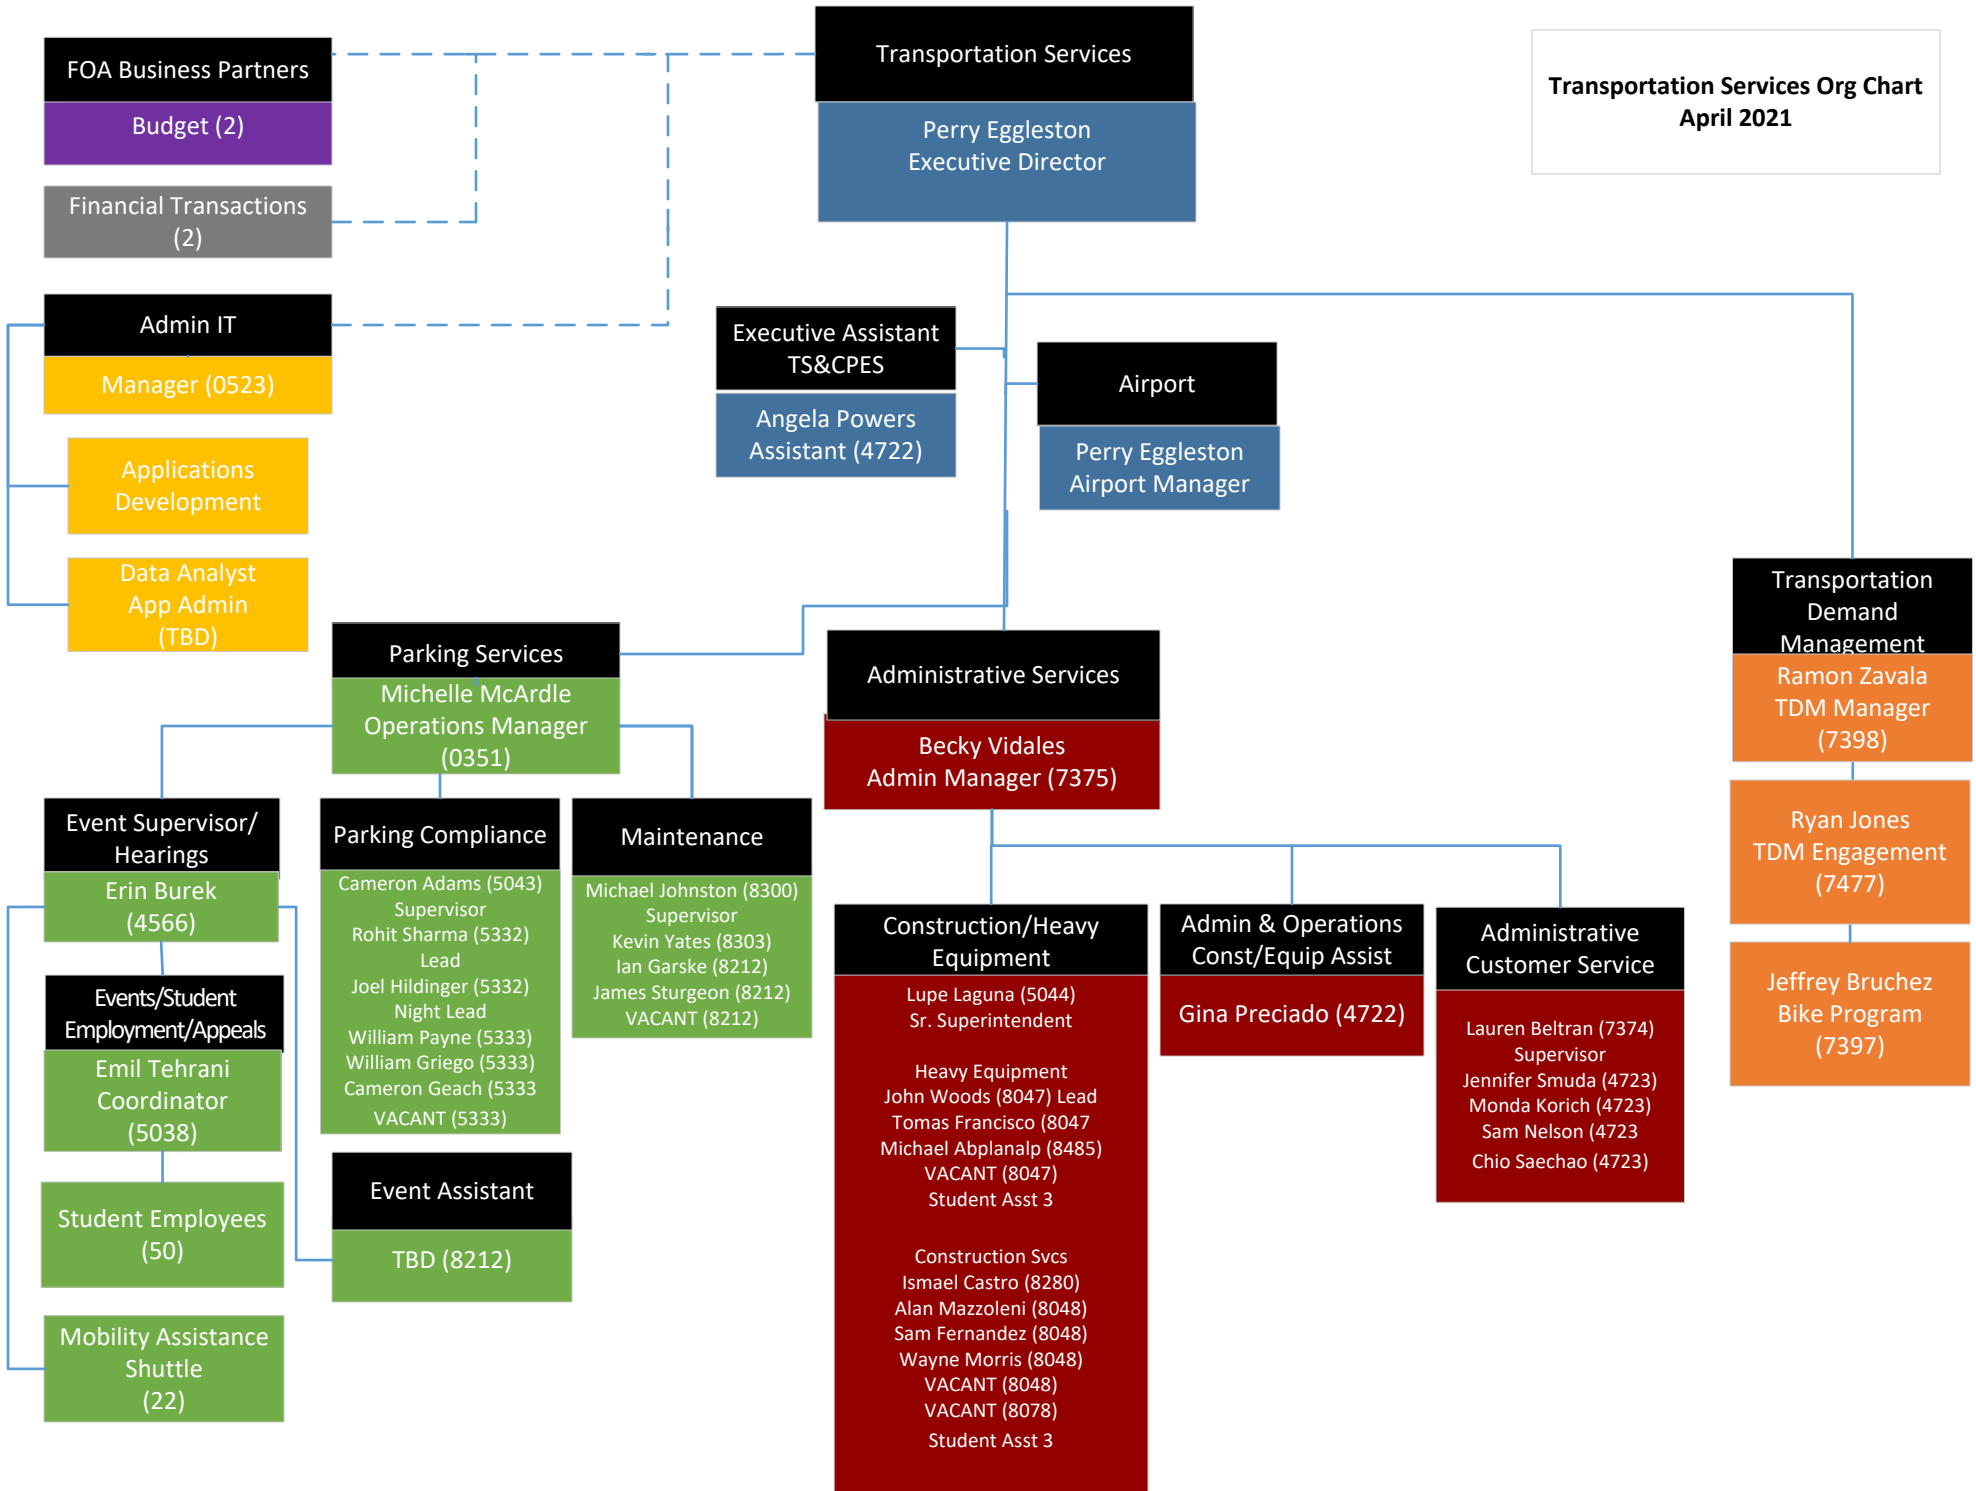 FOA Business Partners
Budget (2)
Financial Transactions
(2)
Transportation Services
Perry Eggleston
Executive Director
Transportation Services Org Chart
April 2021
Admin IT
Manager (0523)
Applications
Development
Data Analyst
App Admin
(TBD)
Executive Assistant
TS&CPES
Angela Powers
Assistant (4722)
Airport
Perry Eggleston
Airport Manager
Parking Services
Michelle McArdle
Operations Manager
(0351)
Administrative Services
Becky Vidales
Admin Manager (7375)
Transportation
Demand
Management
Ramon Zavala
TDM Manager
(7398)
Ryan Jones
TDM Engagement
(7477)
Jeffrey Bruchez
Bike Program
(7397)
Event Supervisor/
Hearings
Erin Burek
(4566)
Events/Student
Employment/Appeals
Emil Tehrani
Coordinator
(5038)
Student Employees
(50)
Mobility Assistance
Shuttle
(22)
Parking Compliance
Cameron Adams (5043)
Supervisor
Rohit Sharma (5332)
Lead
Joel Hildinger (5332)
Night Lead
William Payne (5333)
William Griego (5333)
Cameron Geach (5333
VACANT (5333)
Event Assistant
TBD (8212)
Maintenance
Michael Johnston (8300)
Supervisor
Kevin Yates (8303)
Ian Garske (8212)
James Sturgeon (8212)
VACANT (8212)
Construction/Heavy
Equipment
Lupe Laguna (5044)
Sr. Superintendent
Heavy Equipment
John Woods (8047) Lead
Tomas Francisco (8047
Michael Abplanalp (8485)
VACANT (8047)
Student Asst 3
Construction Svcs
Ismael Castro (8280)
Alan Mazzoleni (8048)
Sam Fernandez (8048)
Wayne Morris (8048)
VACANT (8048)
VACANT (8078)
Student Asst 3
Admin & Operations
Const/Equip Assist
Gina Preciado (4722)
Administrative
Customer Service
Lauren Beltran (7374)
Supervisor
Jennifer Smuda (4723)
Monda Korich (4723)
Sam Nelson (4723
Chio Saechao (4723)